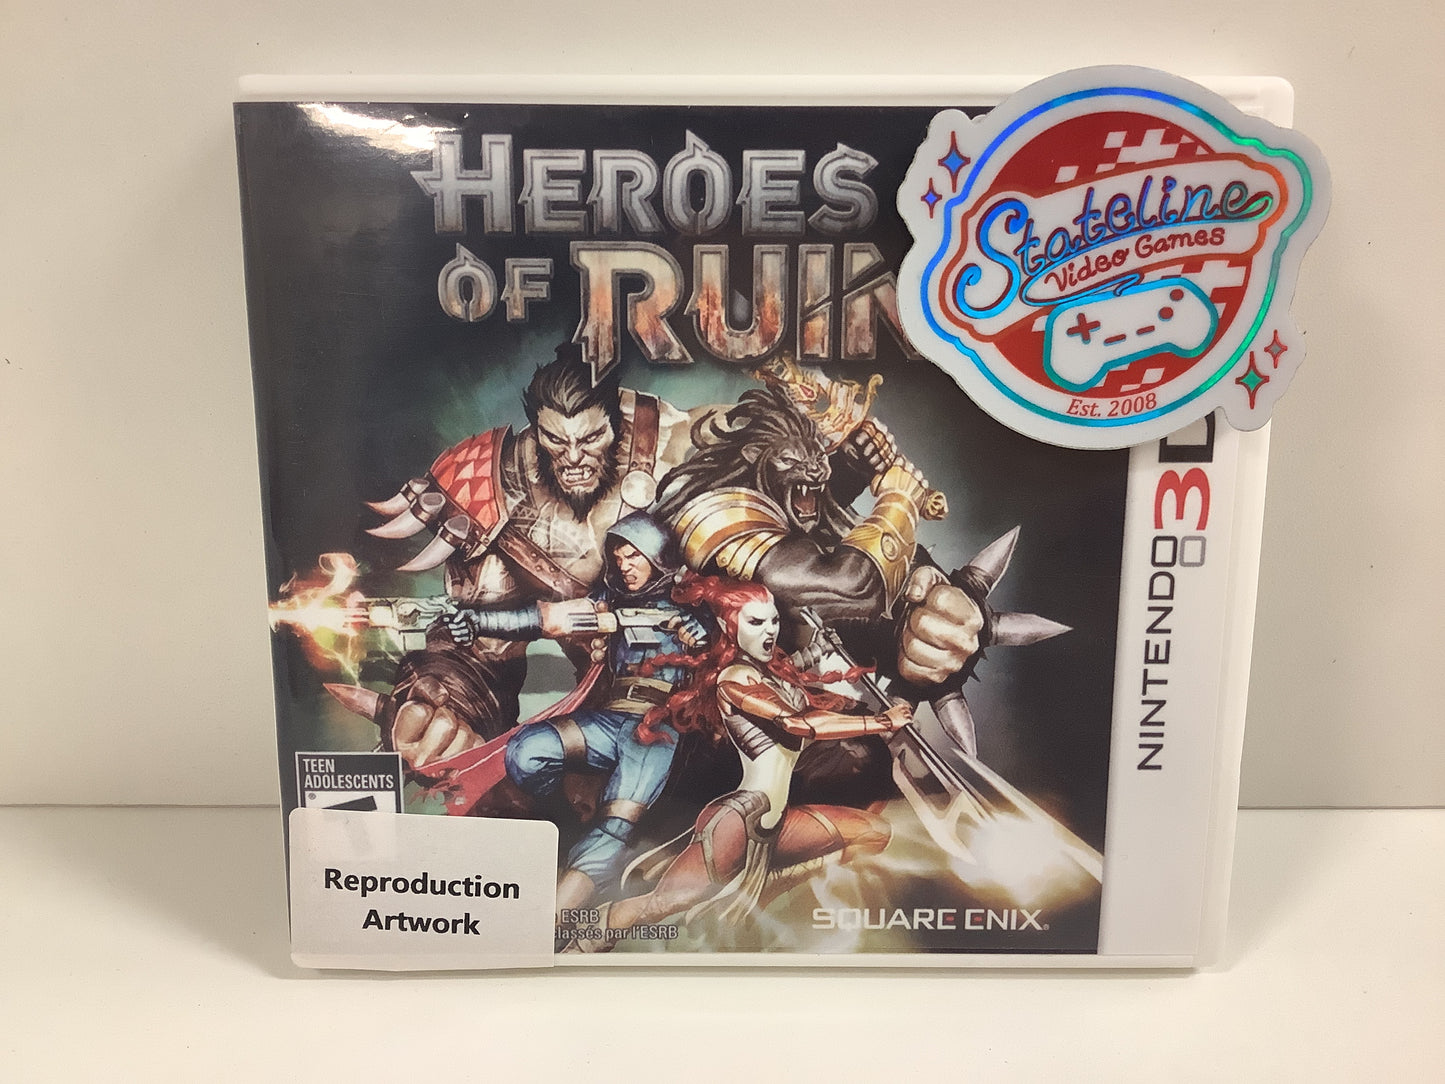 HEROES
OF RUIN
Stateline
Video Games
Est. 2008
NINTENDO 3D
TEEN
ADOLESCENTS
®
Reproduction
Artwork
ESRB
classés par l'ESRB
SQUARE ENIX®